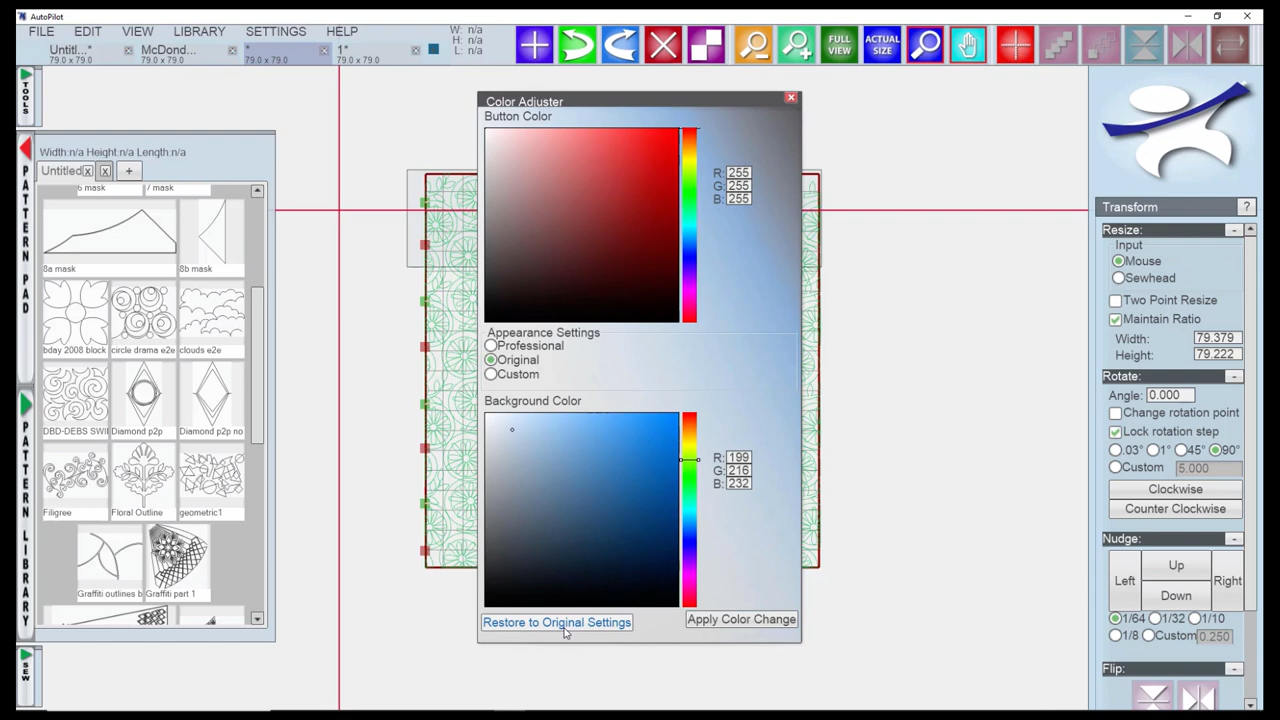 AutoPilot
FILE EDIT VIEW LIBRARY SETTINGS HELP
W: n/a
H: n/a
L: n/a
Untitl...* x McDond... x * x 1* x
79.0 x 79.0 79.0 x 79.0 79.0 x 79.0 79.0 x 79.0
FULL VIEW
ACTUAL SIZE
TOOLS
PATTERN PAD
PATTERN LIBRARY
SEW
Width:n/a Height:n/a Length:n/a
Untitled x x +
6 mask 7 mask
8a mask 8b mask
bday 2008 block circle drama e2e clouds e2e
DBD-DEBS SWI Diamond p2p Diamond p2p no
Filigree Floral Outline geometric1
Graffiti outlines b Graffiti part 1
Color Adjuster
Button Color
R: 255
G: 255
B: 255
Appearance Settings
Professional
Original
Custom
Background Color
R: 199
G: 216
B: 232
Restore to Original Settings
Apply Color Change
Transform ?
Resize: -
Input
Mouse
Sewhead
Two Point Resize
Maintain Ratio
Width: 79.379
Height: 79.222
Rotate: -
Angle: 0.000
Change rotation point
Lock rotation step
.03° 1° 45° 90°
Custom 5.000
Clockwise
Counter Clockwise
Nudge: -
Up
Left Right
Down
1/64 1/32 1/10
1/8 Custom 0.250
Flip: -